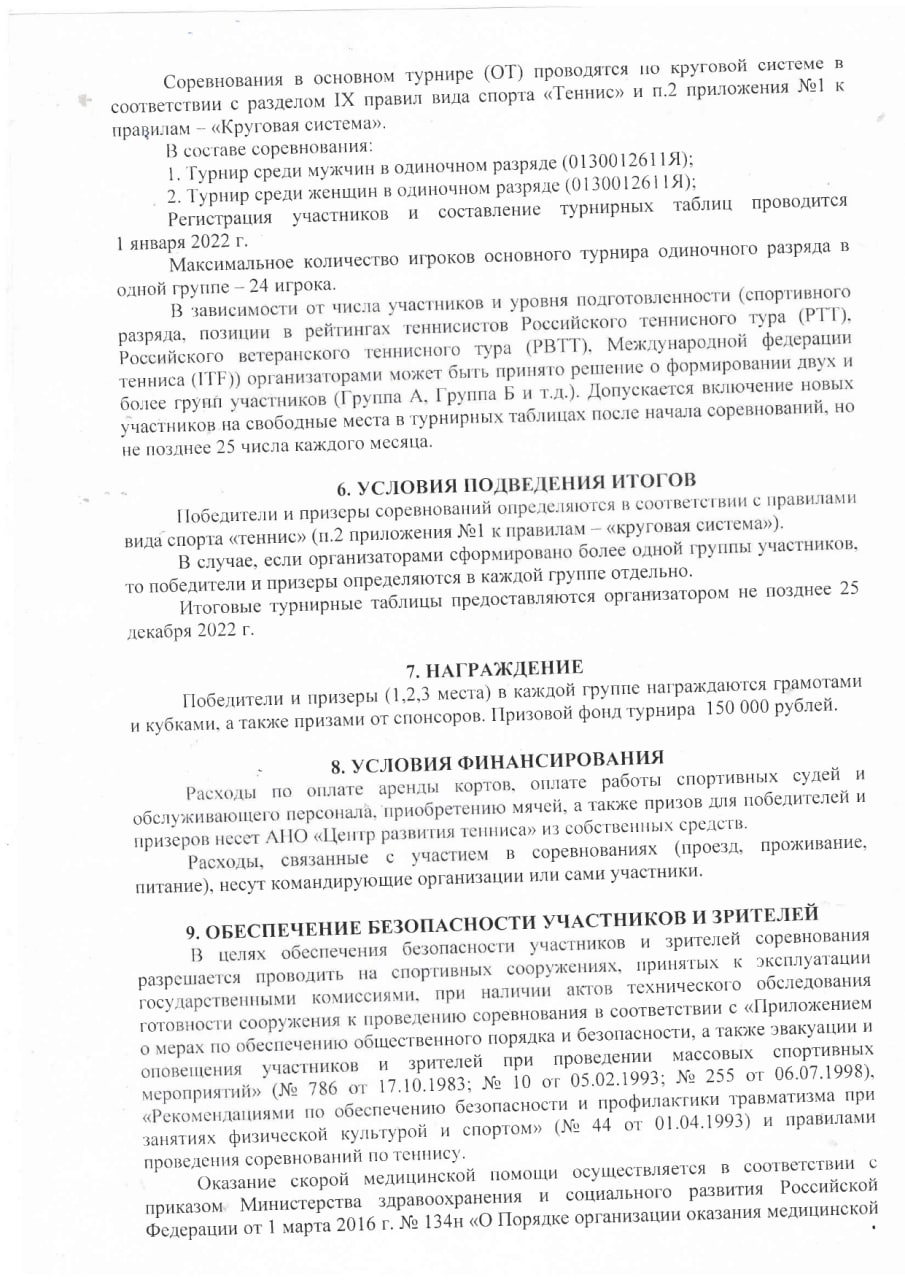 Соревнования в основном турнире (ОТ) проводятся по круговой системе в
соответствии с разделом IX правил вида спорта «Теннис» и п.2 приложения №1 к
правилам – «Круговая система».
В составе соревнования:
1. Турнир среди мужчин в одиночном разряде (0130012611Я);
2. Турнир среди женщин в одиночном разряде (0130012611Я);
Регистрация участников и составление турнирных таблиц проводится
1 января 2022 г.
Максимальное количество игроков основного турнира одиночного разряда в
одной группе – 24 игрока.
В зависимости от числа участников и уровня подготовленности (спортивного
разряда, позиции в рейтингах теннисистов Российского теннисного тура (РТТ),
Российского ветеранского теннисного тура (РВТТ), Международной федерации
тенниса (ITF)) организаторами может быть принято решение о формировании двух и
более групп участников (Группа А, Группа Б и т.д.). Допускается включение новых
участников на свободные места в турнирных таблицах после начала соревнований, но
не позднее 25 числа каждого месяца.
6. УСЛОВИЯ ПОДВЕДЕНИЯ ИТОГОВ
Победители и призеры соревнований определяются в соответствии с правилами
вида спорта «теннис» (п.2 приложения №1 к правилам – «круговая система»).
В случае, если организаторами сформировано более одной группы участников,
то победители и призеры определяются в каждой группе отдельно.
Итоговые турнирные таблицы предоставляются организатором не позднее 25
декабря 2022 г.
7. НАГРАЖДЕНИЕ
Победители и призеры (1,2,3 места) в каждой группе награждаются грамотами
и кубками, а также призами от спонсоров. Призовой фонд турнира 150 000 рублей.
8. УСЛОВИЯ ФИНАНСИРОВАНИЯ
Расходы по оплате аренды кортов, оплате работы спортивных судей и
обслуживающего персонала, приобретению мячей, а также призов для победителей и
призеров несет АНО «Центр развития тенниса» из собственных средств.
Расходы, связанные с участием в соревнованиях (проезд, проживание,
питание), несут командирующие организации или сами участники.
9. ОБЕСПЕЧЕНИЕ БЕЗОПАСНОСТИ УЧАСТНИКОВ И ЗРИТЕЛЕЙ
В целях обеспечения безопасности участников и зрителей соревнования
разрешается проводить на спортивных сооружениях, принятых к эксплуатации
государственными комиссиями, при наличии актов технического обследования
готовности сооружения к проведению соревнования в соответствии с «Приложением
о мерах по обеспечению общественного порядка и безопасности, а также эвакуации и
оповещения участников и зрителей при проведении массовых спортивных
мероприятий» (№ 786 от 17.10.1983; № 10 от 05.02.1993; № 255 от 06.07.1998),
«Рекомендациями по обеспечению безопасности и профилактики травматизма при
занятиях физической культурой и спортом» (№ 44 от 01.04.1993) и правилами
проведения соревнований по теннису.
Оказание скорой медицинской помощи осуществляется в соответствии с
приказом Министерства здравоохранения и социального развития Российской
Федерации от 1 марта 2016 г. № 134н «О Порядке организации оказания медицинской